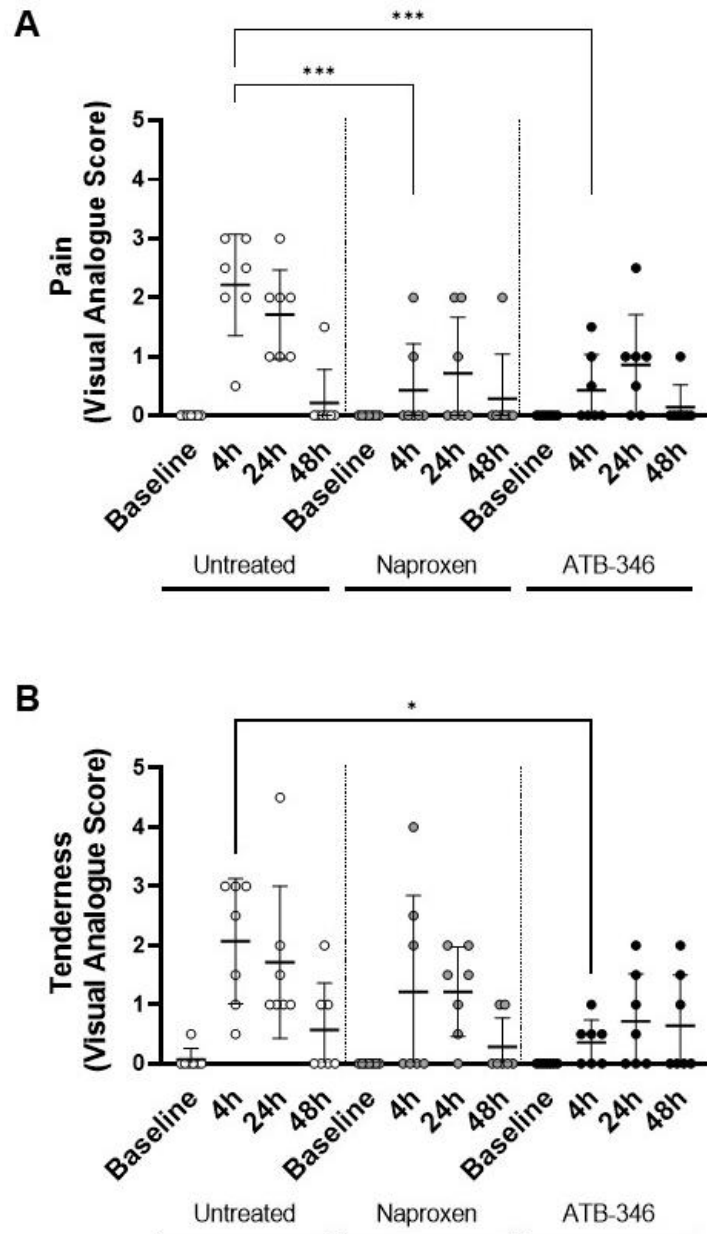 A
***
***
5
4
3
2
1
0
Pain
(Visual Analogue Score)
Baseline 4h 24h 48h Baseline 4h 24h 48h Baseline 4h 24h 48h
Untreated Naproxen ATB-346
B
*
5
4
3
2
1
0
Tenderness
(Visual Analogue Score)
Baseline 4h 24h 48h Baseline 4h 24h 48h Baseline 4h 24h 48h
Untreated Naproxen ATB-346